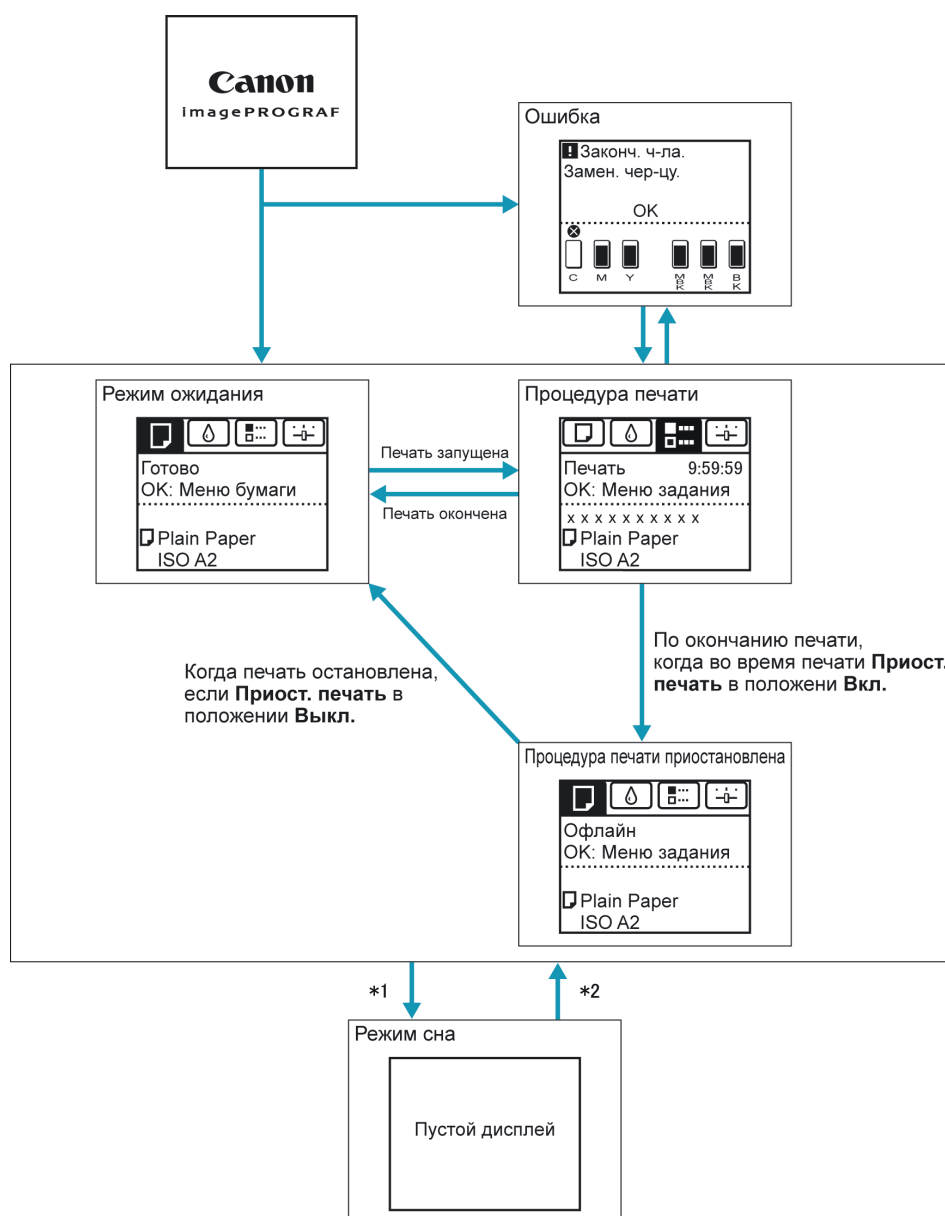 Canon
imagePROGRAF
Ошибка
! Законч. ч-ла.
Замен. чер-цу.
OK
C M Y MBK MBK BK
Режим ожидания
Готово
OK: Меню бумаги
Plain Paper
ISO A2
Печать запущена
Печать окончена
Процедура печати
Печать 9:59:59
OK: Меню задания
x x x x x x x x x x
Plain Paper
ISO A2
Когда печать остановлена,
если Приост. печать в
положении Выкл.
По окончанию печати,
когда во время печати Приост.
печать в положени Вкл.
Процедура печати приостановлена
Офлайн
OK: Меню задания
Plain Paper
ISO A2
*1
*2
Режим сна
Пустой дисплей